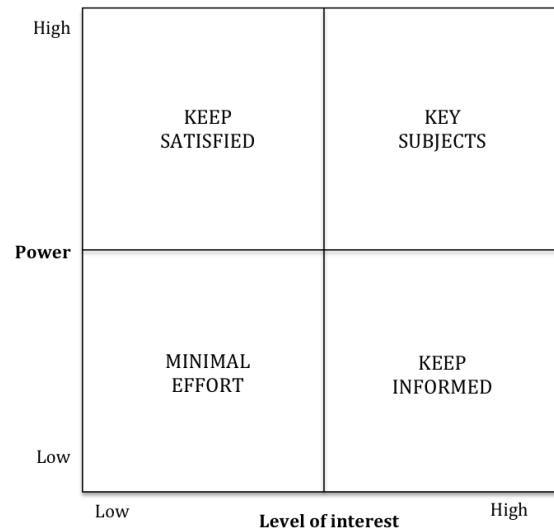 High
KEEP
SATISFIED
KEY
SUBJECTS
Power
MINIMAL
EFFORT
KEEP
INFORMED
Low
Low
Level of interest
High